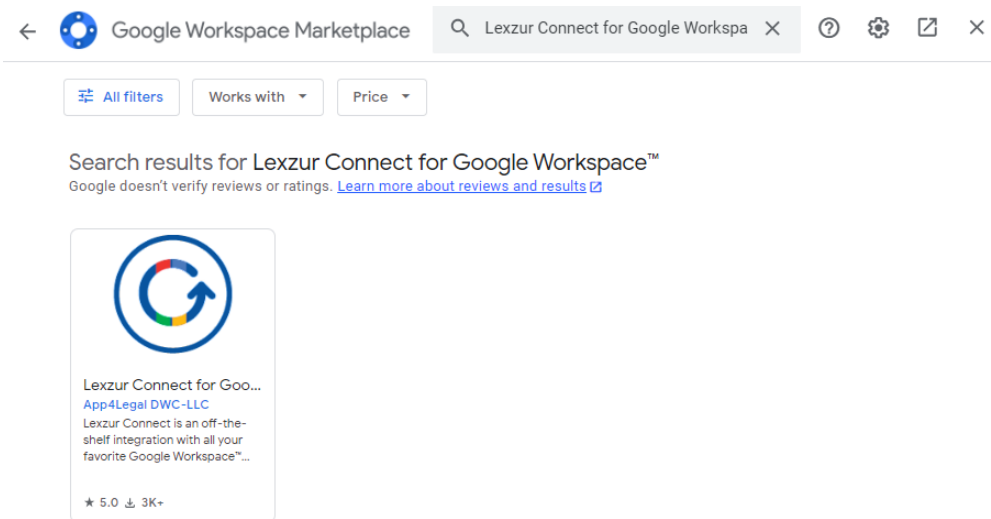 Google Workspace Marketplace
Lexzur Connect for Google Workspa
All filters
Works with
Price
Search results for Lexzur Connect for Google Workspace™
Google doesn't verify reviews or ratings. Learn more about reviews and results
Lexzur Connect for Goo...
App4Legal DWC-LLC
Lexzur Connect is an off-the-
shelf integration with all your
favorite Google Workspace™...
★ 5.0 3K+